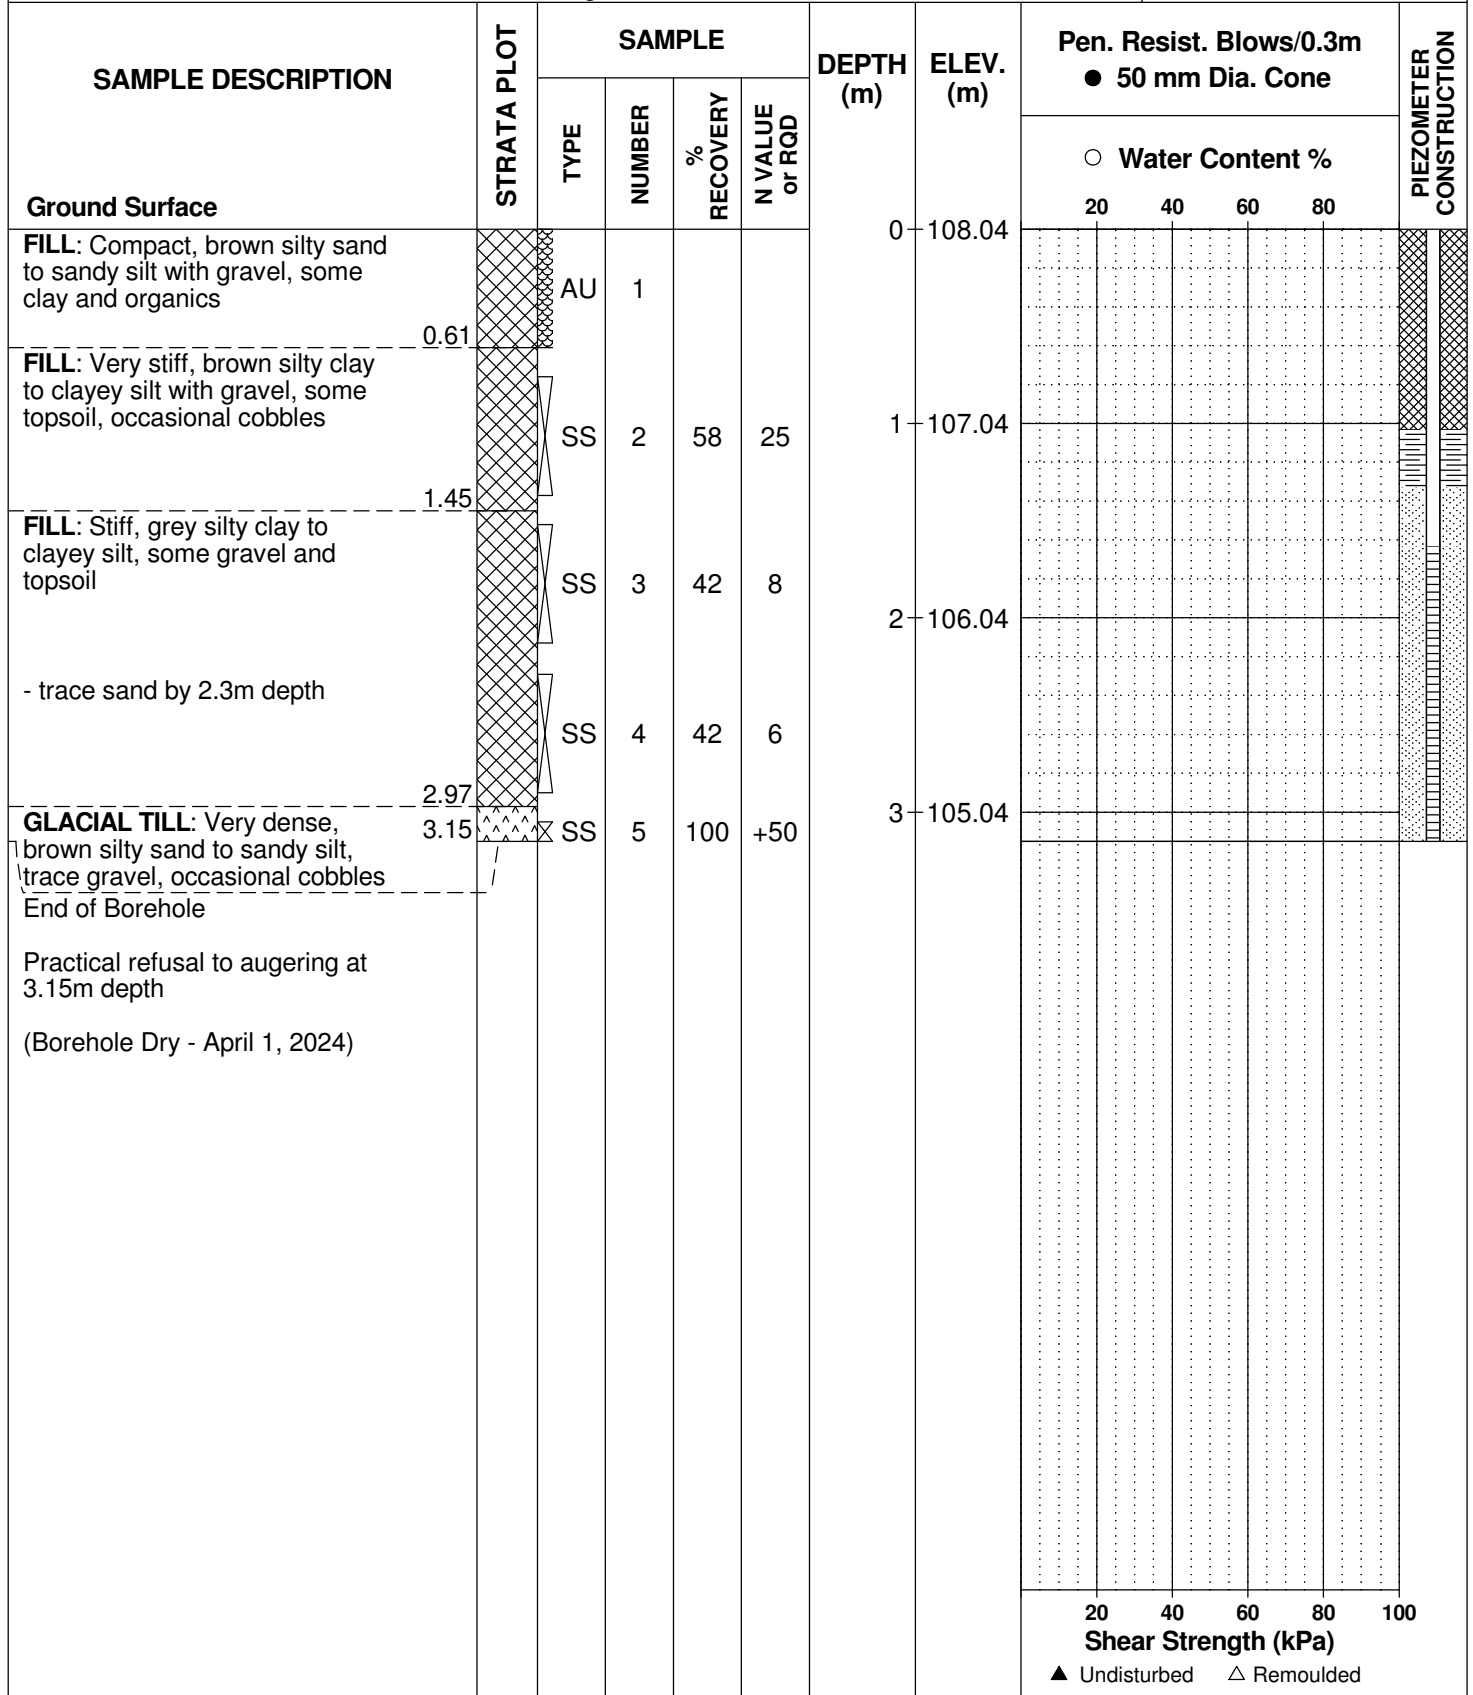 SAMPLE DESCRIPTION
Ground Surface
STRATA PLOT
SAMPLE
TYPE
NUMBER
% RECOVERY
N VALUE or RQD
DEPTH (m)
ELEV. (m)
Pen. Resist. Blows/0.3m
● 50 mm Dia. Cone
○ Water Content %
20 40 60 80
PIEZOMETER CONSTRUCTION
0 108.04
FILL: Compact, brown silty sand
to sandy silt with gravel, some
clay and organics
0.61
AU 1
FILL: Very stiff, brown silty clay
to clayey silt with gravel, some
topsoil, occasional cobbles
1.45
SS 2 58 25
1 107.04
FILL: Stiff, grey silty clay to
clayey silt, some gravel and
topsoil
SS 3 42 8
2 106.04
- trace sand by 2.3m depth
SS 4 42 6
2.97
3 105.04
GLACIAL TILL: Very dense,
3.15
brown silty sand to sandy silt,
trace gravel, occasional cobbles
SS 5 100 +50
End of Borehole
Practical refusal to augering at
3.15m depth
(Borehole Dry - April 1, 2024)
20 40 60 80 100
Shear Strength (kPa)
▲ Undisturbed △ Remoulded